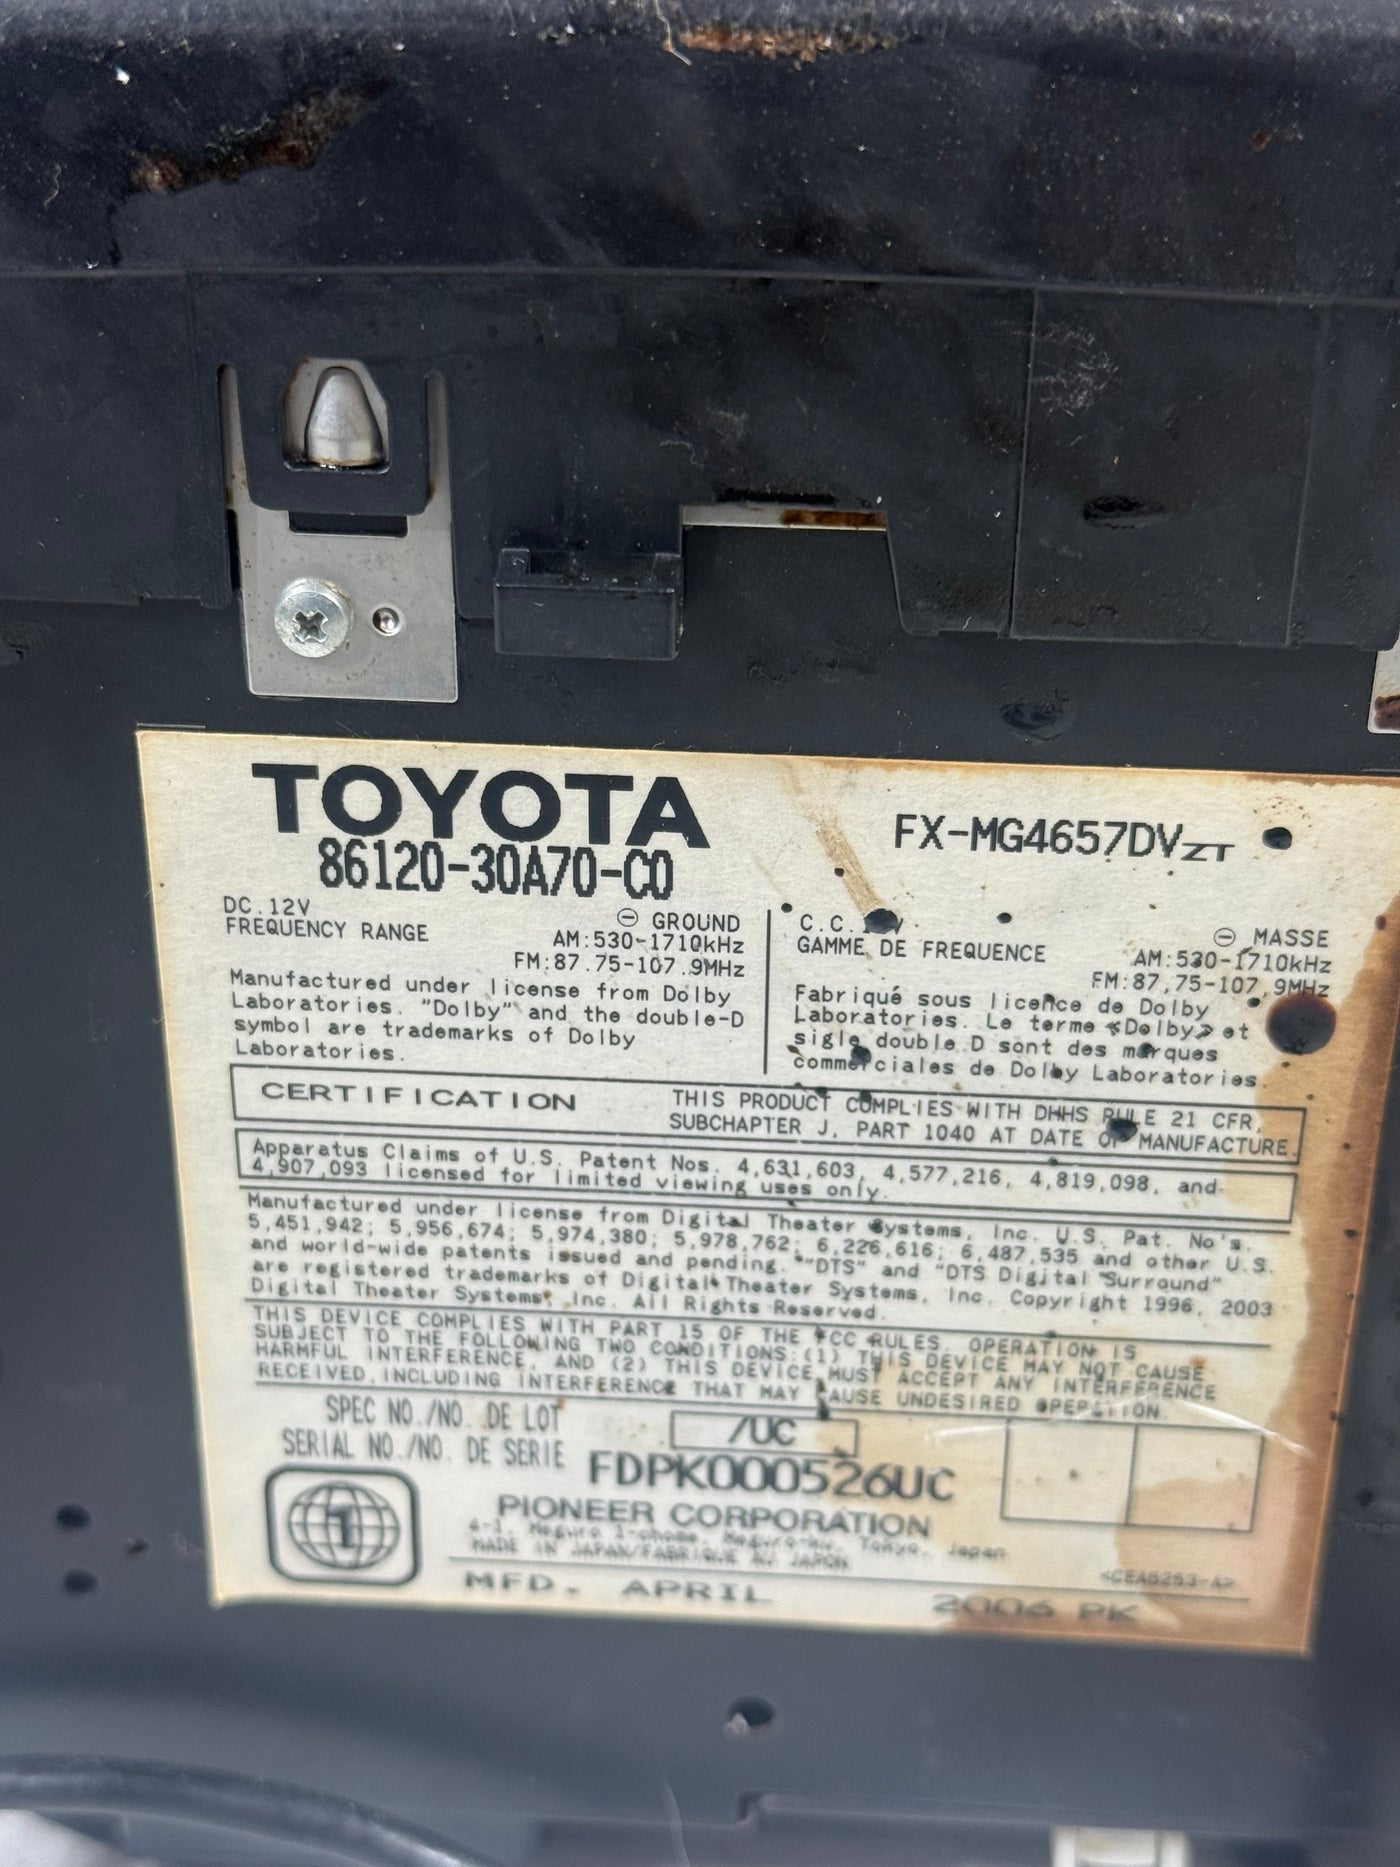 TOYOTA
86120-30A70-C0
FX-MG4657DVZT
DC.12V
⊖ GROUND
FREQUENCY RANGE
AM:530-1710kHz
FM:87.75-107.9MHz
Manufactured under license from Dolby
Laboratories. "Dolby" and the double-D
symbol are trademarks of Dolby
Laboratories.
C.C.
⊖ MASSE
GAMME DE FREQUENCE
AM:530-1710kHz
FM:87,75-107,9MHz
Fabriqué sous licence de Dolby
Laboratories. Le terme «Dolby» et
sigle double D sont des marques
commerciales de Dolby Laboratories.
CERTIFICATION
THIS PRODUCT COMPLIES WITH DHHS RULE 21 CFR,
SUBCHAPTER J, PART 1040 AT DATE OF MANUFACTURE.
Apparatus Claims of U.S. Patent Nos. 4,631,603, 4,577,216, 4,819,098, and
4,907,093 licensed for limited viewing uses only.
Manufactured under license from Digital Theater Systems, Inc. U.S. Pat. No's.
5,451,942; 5,956,674; 5,974,380; 5,978,762; 6,226,616; 6,487,535 and other U.S.
and world-wide patents issued and pending. "DTS" and "DTS Digital Surround"
are registered trademarks of Digital Theater Systems, Inc. Copyright 1996, 2003
Digital Theater Systems, Inc. All Rights Reserved.
THIS DEVICE COMPLIES WITH PART 15 OF THE FCC RULES. OPERATION IS
SUBJECT TO THE FOLLOWING TWO CONDITIONS:(1) THIS DEVICE MAY NOT CAUSE
HARMFUL INTERFERENCE, AND (2) THIS DEVICE MUST ACCEPT ANY INTERFERENCE
RECEIVED,INCLUDING INTERFERENCE THAT MAY CAUSE UNDESIRED OPERATION.
SPEC NO./NO. DE LOT
/UC
SERIAL NO./NO. DE SERIE
FDPK000526UC
PIONEER CORPORATION
4-1, Meguro 1-chome, Meguro-ku, Tokyo, Japan
MADE IN JAPAN/FABRIQUE AU JAPON
<CEA5253-A>
MFD. APRIL 2006 PK